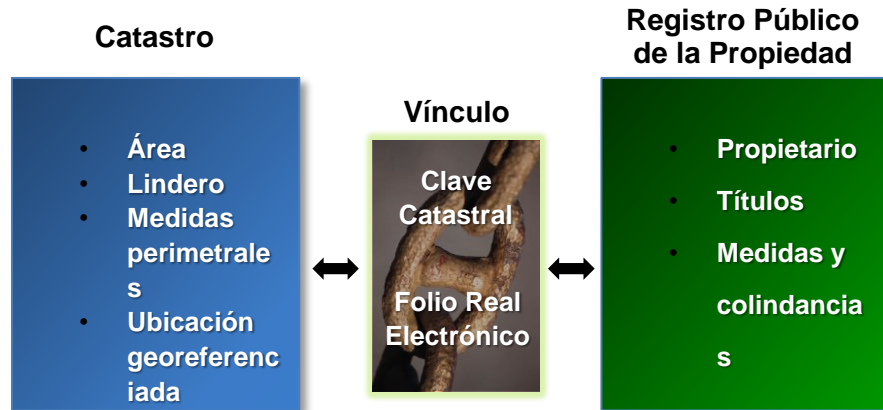 Catastro
• Área
• Lindero
• Medidas
perimetrale
s
• Ubicación
georeferenc
iada
Vínculo
Clave
Catastral
Folio Real
Electrónico
Registro Público
de la Propiedad
• Propietario
• Títulos
• Medidas y
colindancia
s